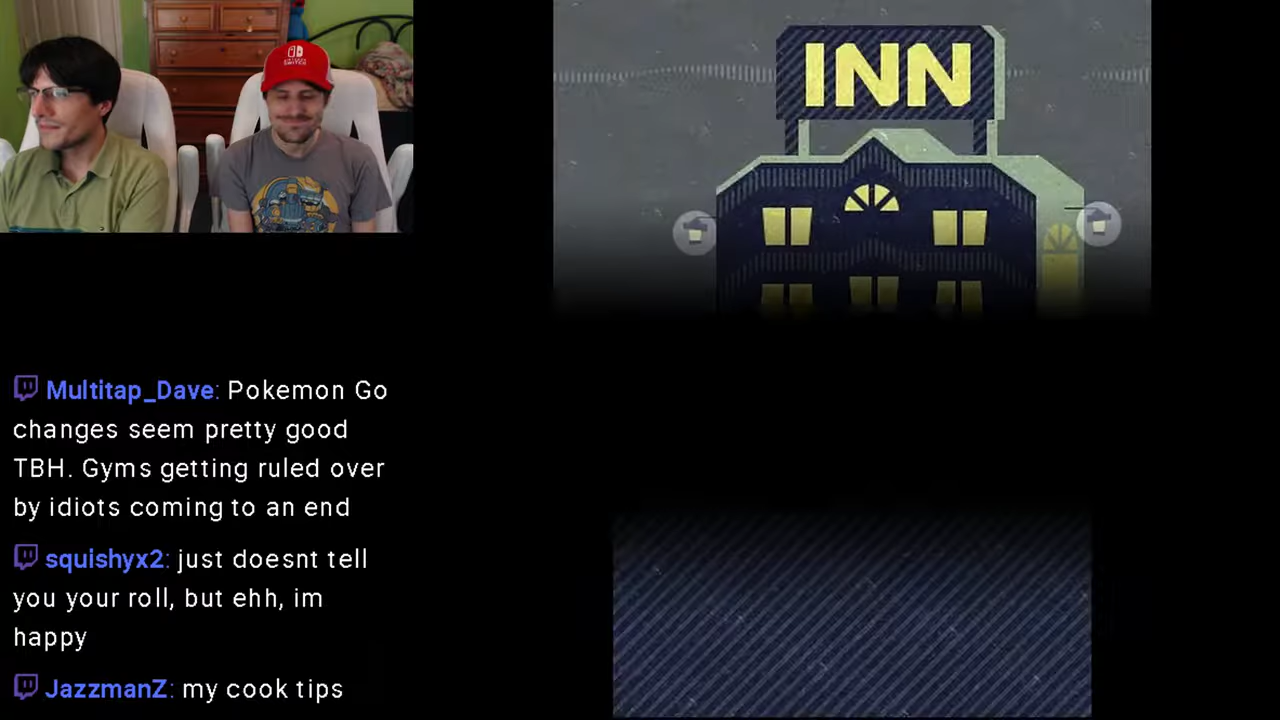 INN
SWITCH
Multitap_Dave: Pokemon Go
changes seem pretty good
TBH. Gyms getting ruled over
by idiots coming to an end
squishyx2: just doesnt tell
you your roll, but ehh, im
happy
JazzmanZ: my cook tips